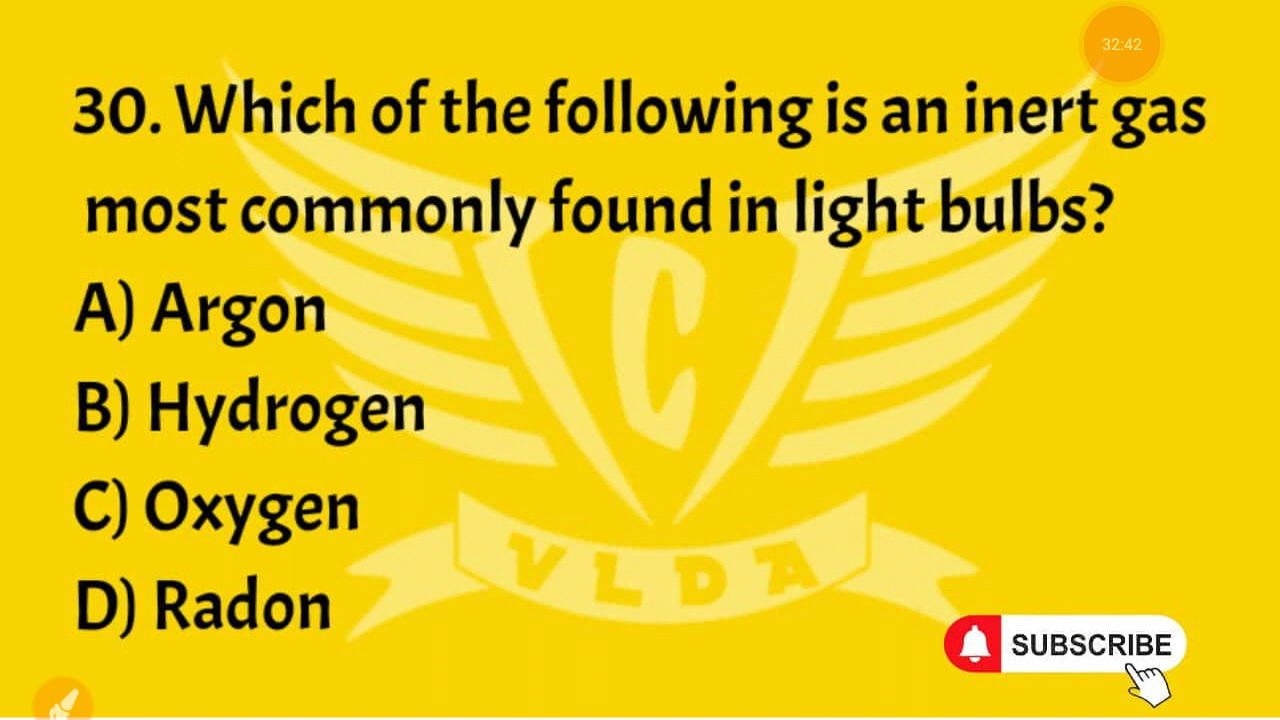 32:42
30. Which of the following is an inert gas
most commonly found in light bulbs?
A) Argon
B) Hydrogen
C) Oxygen
D) Radon
C
VLDA
SUBSCRIBE